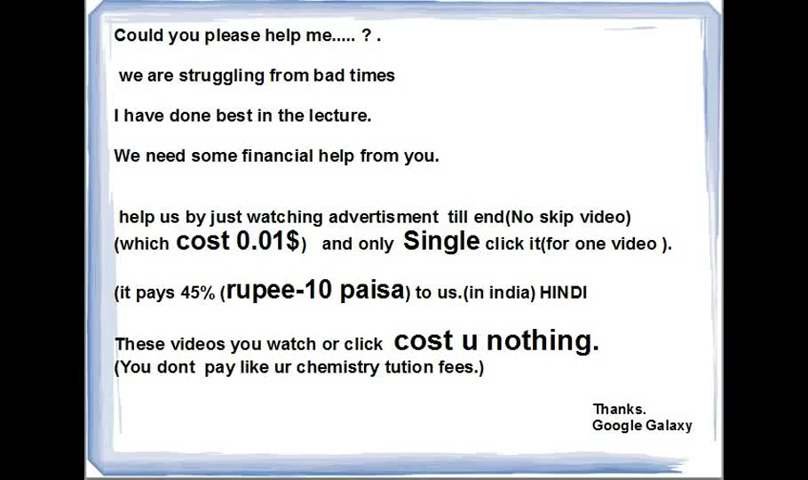 Could you please help me..... ? .
we are struggling from bad times
I have done best in the lecture.
We need some financial help from you.
help us by just watching advertisment till end(No skip video)
(which cost 0.01$) and only Single click it(for one video ).
(it pays 45% (rupee-10 paisa) to us.(in india) HINDI
These videos you watch or click cost u nothing.
(You dont pay like ur chemistry tution fees.)
Thanks.
Google Galaxy